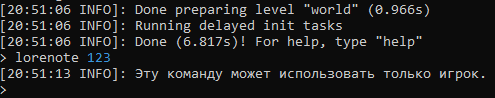 [20:51:06 INFO]: Done preparing level "world" (0.966s)
[20:51:06 INFO]: Running delayed init tasks
[20:51:06 INFO]: Done (6.817s)! For help, type "help"
> lorenote 123
[20:51:13 INFO]: Эту команду может использовать только игрок.
>